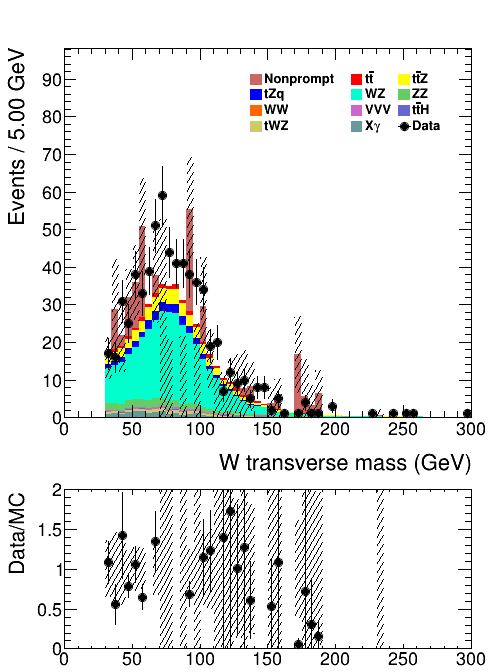 Events / 5.00 GeV
90
80
70
60
50
40
30
20
10
0
Nonprompt tt̄ tt̄Z
tZq WZ ZZ
WW VVV tt̄H
tWZ Xγ Data
0 50 100 150 200 250 300
W transverse mass (GeV)
Data/MC
2
1.5
1
0.5
0
0 50 100 150 200 250 300